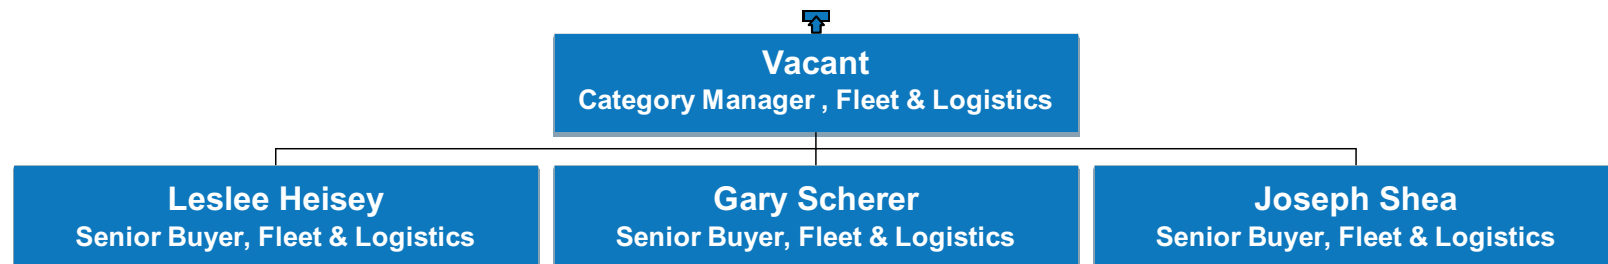 Vacant
Category Manager , Fleet & Logistics
Leslee Heisey
Senior Buyer, Fleet & Logistics
Gary Scherer
Senior Buyer, Fleet & Logistics
Joseph Shea
Senior Buyer, Fleet & Logistics